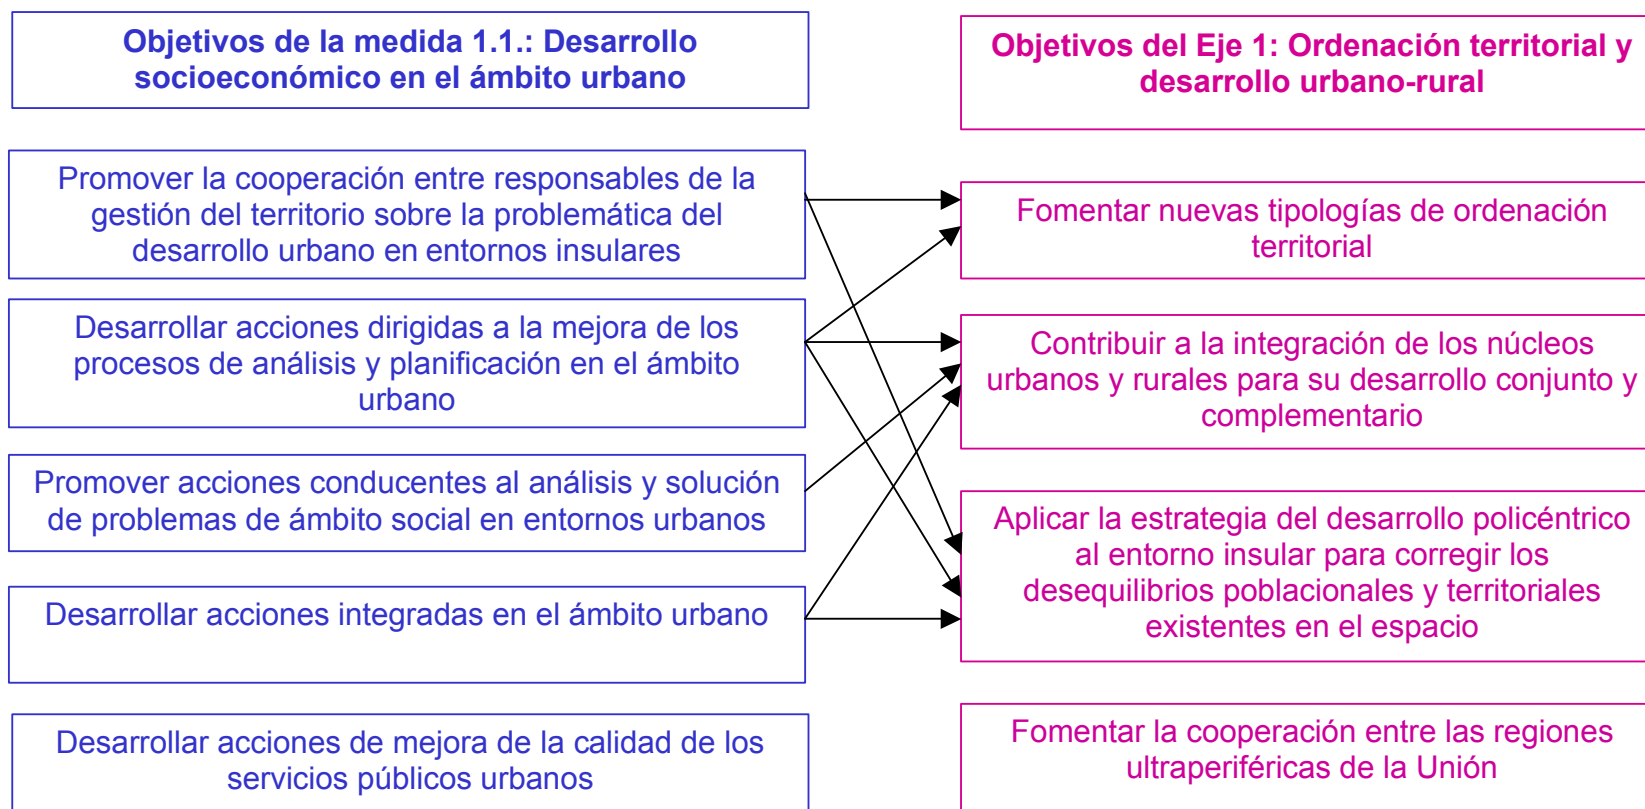 Objetivos de la medida 1.1.: Desarrollo
socioeconómico en el ámbito urbano
Promover la cooperación entre responsables de la
gestión del territorio sobre la problemática del
desarrollo urbano en entornos insulares
Desarrollar acciones dirigidas a la mejora de los
procesos de análisis y planificación en el ámbito
urbano
Promover acciones conducentes al análisis y solución
de problemas de ámbito social en entornos urbanos
Desarrollar acciones integradas en el ámbito urbano
Desarrollar acciones de mejora de la calidad de los
servicios públicos urbanos
Objetivos del Eje 1: Ordenación territorial y
desarrollo urbano-rural
Fomentar nuevas tipologías de ordenación
territorial
Contribuir a la integración de los núcleos
urbanos y rurales para su desarrollo conjunto y
complementario
Aplicar la estrategia del desarrollo policéntrico
al entorno insular para corregir los
desequilibrios poblacionales y territoriales
existentes en el espacio
Fomentar la cooperación entre las regiones
ultraperiféricas de la Unión